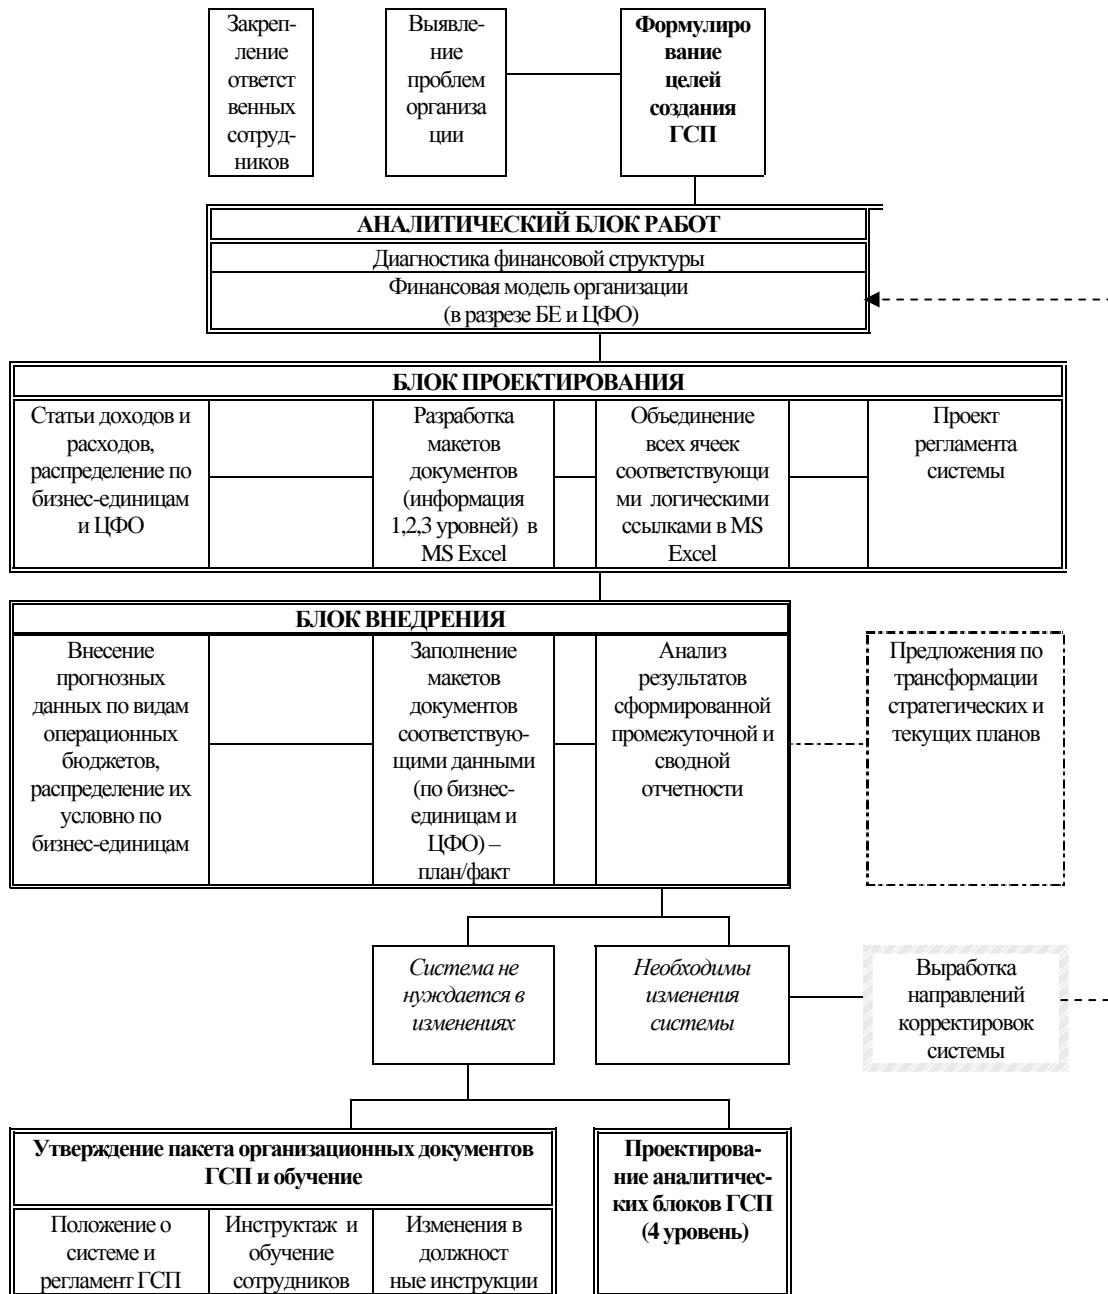 Закреп-
ление
ответст
венных
сотруд-
ников
Выявле-
ние
проблем
организа
ции
Формулиро
вание
целей
создания
ГСП
АНАЛИТИЧЕСКИЙ БЛОК РАБОТ
Диагностика финансовой структуры
Финансовая модель организации
(в разрезе БЕ и ЦФО)
БЛОК ПРОЕКТИРОВАНИЯ
Статьи доходов и
расходов,
распределение по
бизнес-единицам
и ЦФО
Разработка
макетов
документов
(информация
1,2,3 уровней) в
MS Excel
Объединение
всех ячеек
соответствующи
ми логическими
ссылками в MS
Excel
Проект
регламента
системы
БЛОК ВНЕДРЕНИЯ
Внесение
прогнозных
данных по видам
операционных
бюджетов,
распределение их
условно по
бизнес-единицам
Заполнение
макетов
документов
соответствую-
щими данными
(по бизнес-
единицам и
ЦФО) –
план/факт
Анализ
результатов
сформированной
промежуточной и
сводной
отчетности
Предложения по
трансформации
стратегических и
текущих планов
Система не
нуждается в
изменениях
Необходимы
изменения
системы
Выработка
направлений
корректировок
системы
Утверждение пакета организационных документов
ГСП и обучение
Положение о
системе и
регламент ГСП
Инструктаж и
обучение
сотрудников
Изменения в
должност
ные инструкции
Проектирова-
ние аналитичес-
ких блоков ГСП
(4 уровень)